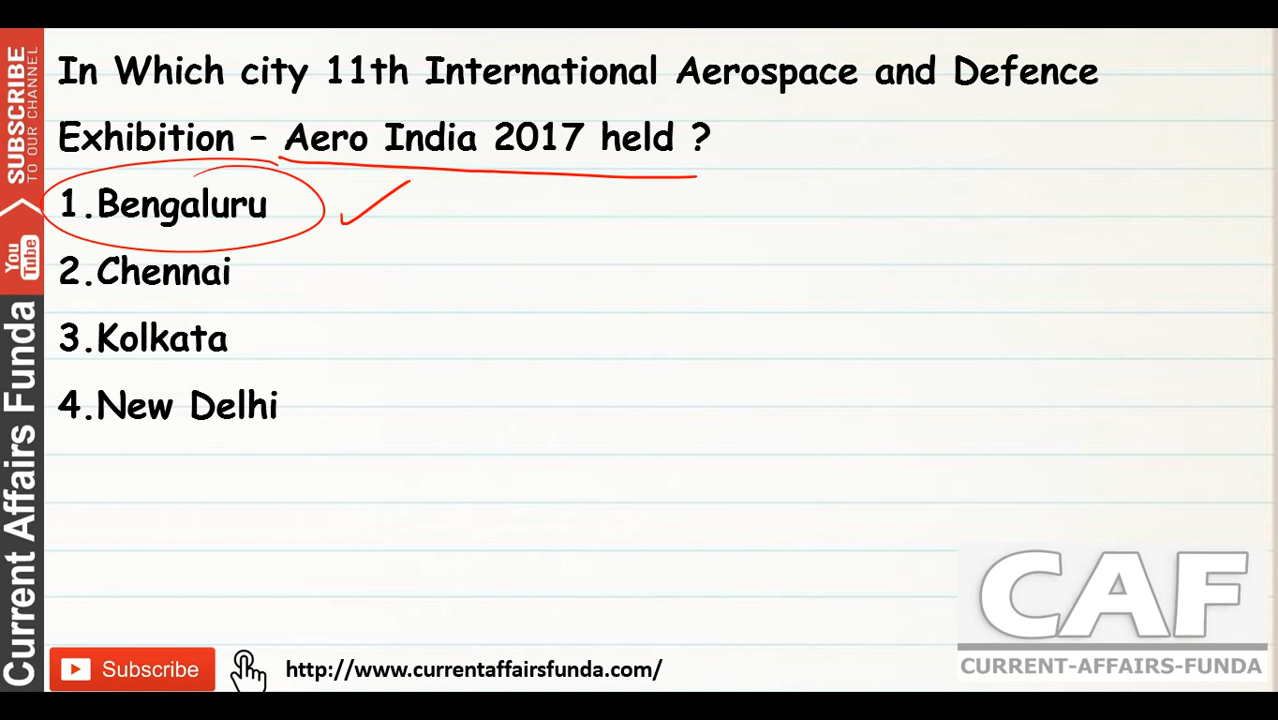 In Which city 11th International Aerospace and Defence
Exhibition – Aero India 2017 held ?
1.Bengaluru
2.Chennai
3.Kolkata
4.New Delhi
SUBSCRIBE
TO OUR CHANNEL
You
Tube
Current Affairs Funda
CAF
CURRENT-AFFAIRS-FUNDA
Subscribe
http://www.currentaffairsfunda.com/